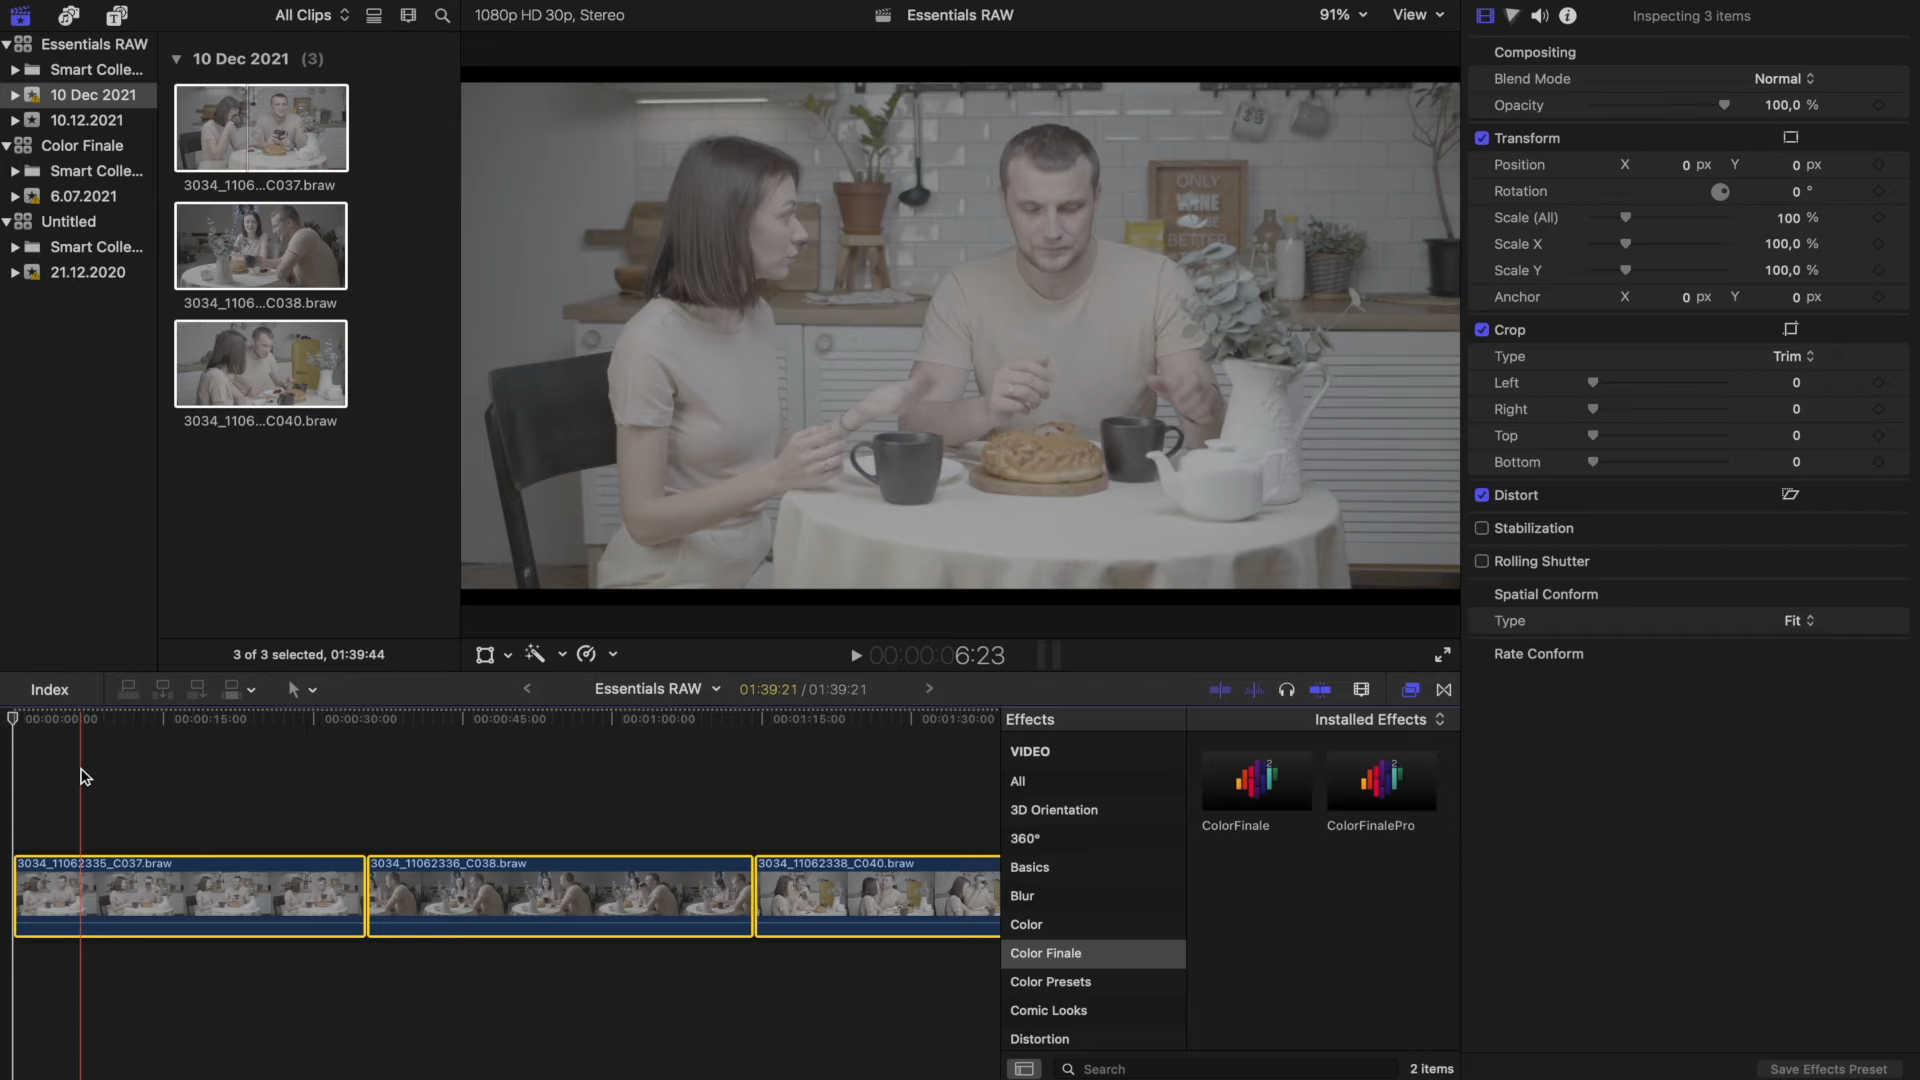 All Clips
1080p HD 30p, Stereo
Essentials RAW
91%
View
Inspecting 3 items
Essentials RAW
Smart Colle...
10 Dec 2021
10.12.2021
Color Finale
Smart Colle...
6.07.2021
Untitled
Smart Colle...
21.12.2020
10 Dec 2021 (3)
3034_1106...C037.braw
3034_1106...C038.braw
3034_1106...C040.braw
3 of 3 selected, 01:39:44
ONLY
WINE
BE
BETTER
00:00:06:23
Compositing
Blend Mode Normal
Opacity 100,0 %
Transform
Position X 0 px Y 0 px
Rotation 0 °
Scale (All) 100 %
Scale X 100,0 %
Scale Y 100,0 %
Anchor X 0 px Y 0 px
Crop
Type Trim
Left 0
Right 0
Top 0
Bottom 0
Distort
Stabilization
Rolling Shutter
Spatial Conform
Type Fit
Rate Conform
Save Effects Preset
Index
Essentials RAW
01:39:21 / 01:39:21
00:00:00:00 00:00:15:00 00:00:30:00 00:00:45:00 00:01:00:00 00:01:15:00 00:01:30:00
3034_11062335_C037.braw
3034_11062336_C038.braw
3034_11062338_C040.braw
Effects
Installed Effects
VIDEO
All
3D Orientation
360°
Basics
Blur
Color
Color Finale
Color Presets
Comic Looks
Distortion
2
2
ColorFinale
ColorFinalePro
Search
2 items